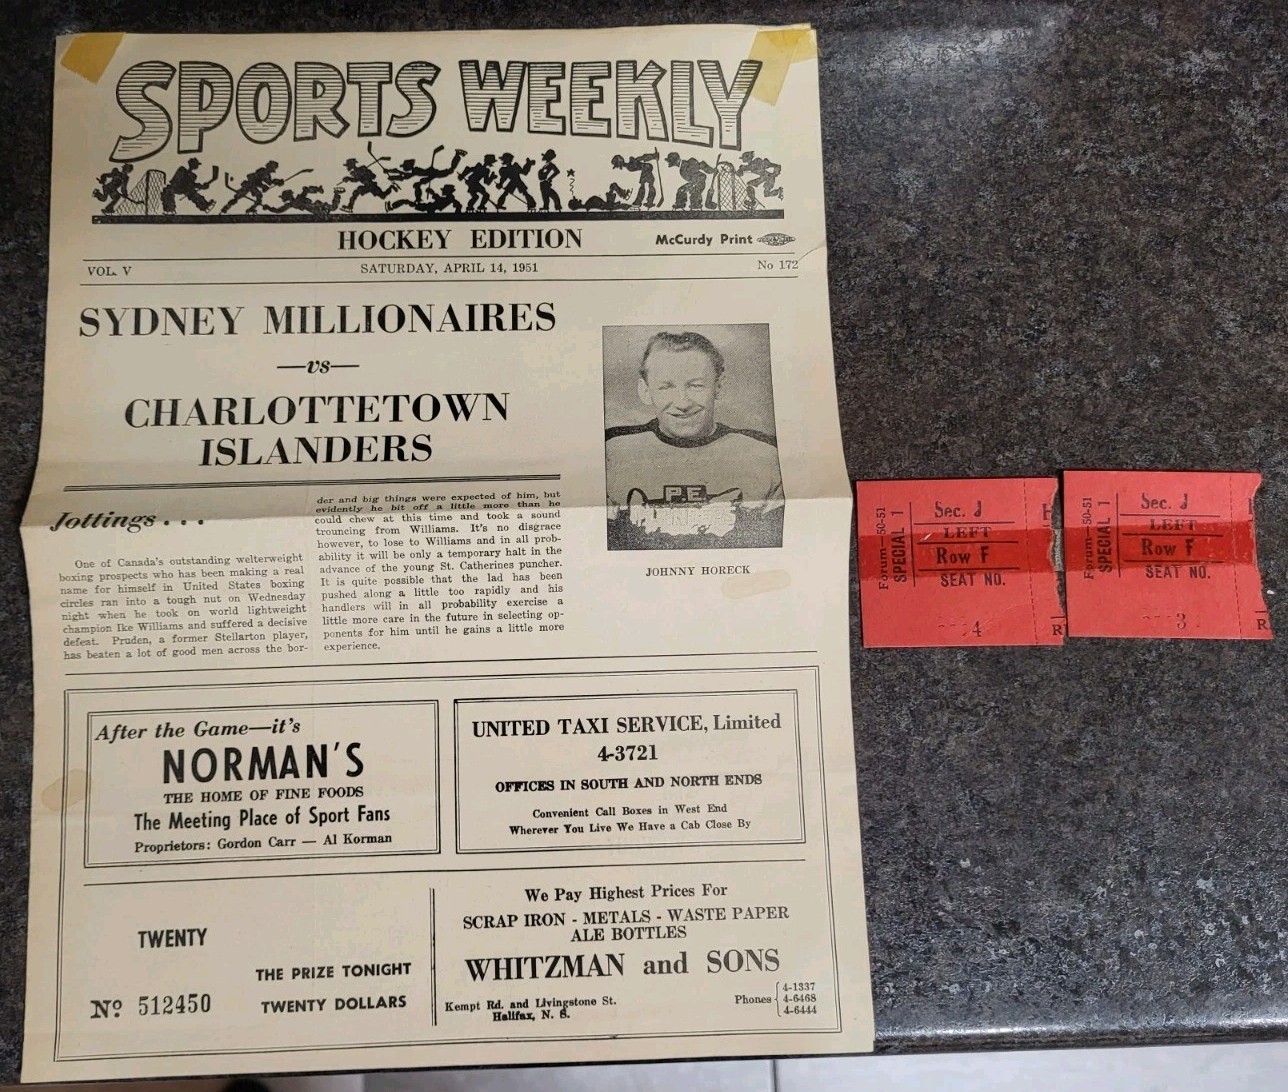 SPORTS WEEKLY
HOCKEY EDITION
McCurdy Print
VOL. V
SATURDAY, APRIL 14, 1951
No 172
SYDNEY MILLIONAIRES
—vs—
CHARLOTTETOWN
ISLANDERS
JOHNNY HORECK
P.E.
Jottings . . .
One of Canada's outstanding welterweight
boxing prospects who has been making a real
name for himself in United States boxing
circles ran into a tough nut on Wednesday
night when he took on world lightweight
champion Ike Williams and suffered a decisive
defeat. Pruden, a former Stellarton player,
has beaten a lot of good men across the bor-
der and big things were expected of him, but
evidently he bit off a little more than he
could chew at this time and took a sound
trouncing from Williams. It's no disgrace
however, to lose to Williams and in all prob-
ability it will be only a temporary halt in the
advance of the young St. Catherines puncher.
It is quite possible that the lad has been
pushed along a little too rapidly and his
handlers will in all probability exercise a
little more care in the future in selecting op-
ponents for him until he gains a little more
experience.
After the Game—it's
NORMAN'S
THE HOME OF FINE FOODS
The Meeting Place of Sport Fans
Proprietors: Gordon Carr — Al Korman
UNITED TAXI SERVICE, Limited
4-3721
OFFICES IN SOUTH AND NORTH ENDS
Convenient Call Boxes in West End
Wherever You Live We Have a Cab Close By
TWENTY
THE PRIZE TONIGHT
No 512450
TWENTY DOLLARS
We Pay Highest Prices For
SCRAP IRON - METALS - WASTE PAPER
ALE BOTTLES
WHITZMAN and SONS
Kempt Rd. and Livingstone St.
Halifax, N. S.
Phones
4-1337
4-6468
4-6444
Forum—50-51
SPECIAL 1
Sec. J
LEFT
Row F
SEAT NO.
4
R
Forum—50-51
SPECIAL 1
Sec. J
LEFT
Row F
SEAT NO.
3
R